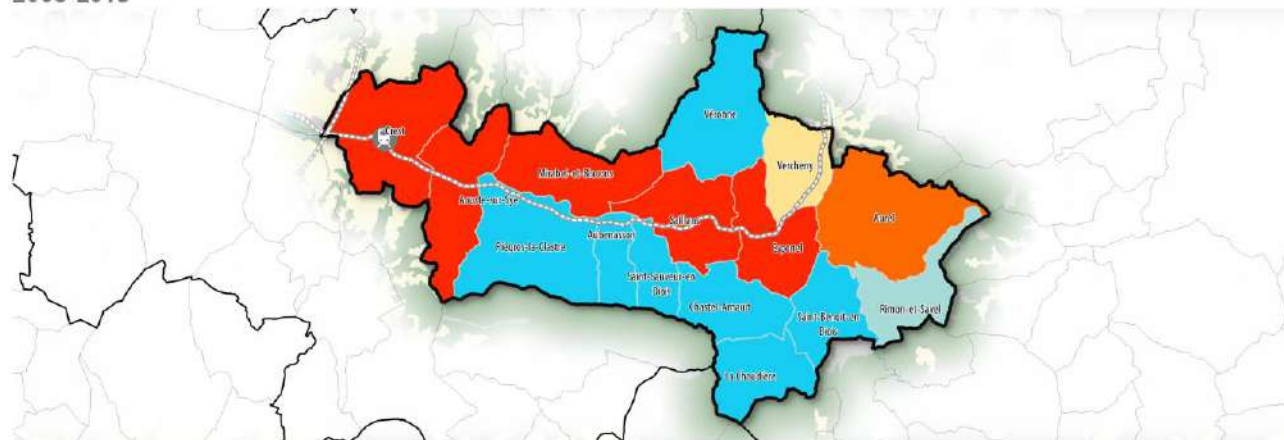 Crest
Véronne
Vercheny
Mirabel-et-Blacons
Aouste-sur-Sye
Saillans
Aurel
Aubenasson
Piégros-la-Clastre
Espenel
Saint-Sauveur-en
Diois
Chastel-Arnaud
Rimon-et-Savel
Saint-Benoit-en
Diois
La Chaudière